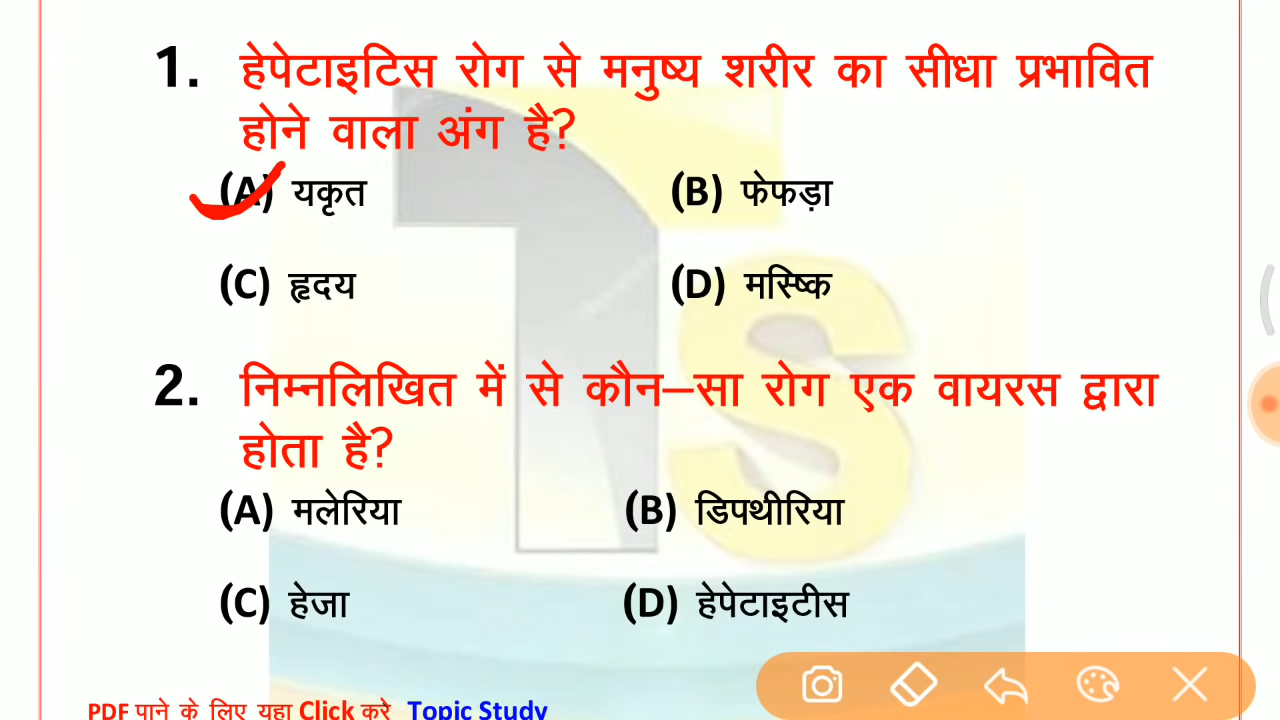 1. हेपेटाइटिस रोग से मनुष्य शरीर का सीधा प्रभावित
होने वाला अंग है?
(A) यकृत (B) फेफड़ा
(C) हृदय (D) मस्ष्कि
2. निम्नलिखित में से कौन–सा रोग एक वायरस द्वारा
होता है?
(A) मलेरिया (B) डिपथीरिया
(C) हेजा (D) हेपेटाइटीस
PDF पाने के लिए यहा Click करे Topic Study